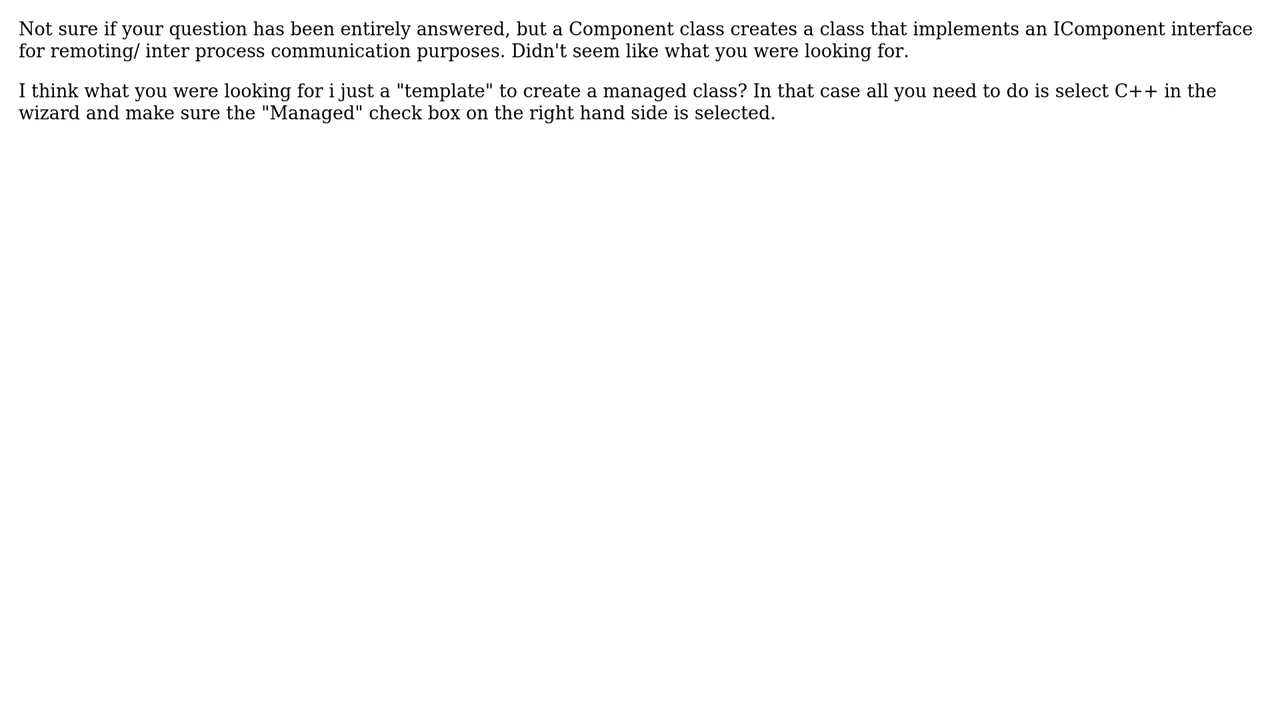 Not sure if your question has been entirely answered, but a Component class creates a class that implements an IComponent interface
for remoting/ inter process communication purposes. Didn't seem like what you were looking for.
I think what you were looking for i just a "template" to create a managed class? In that case all you need to do is select C++ in the
wizard and make sure the "Managed" check box on the right hand side is selected.